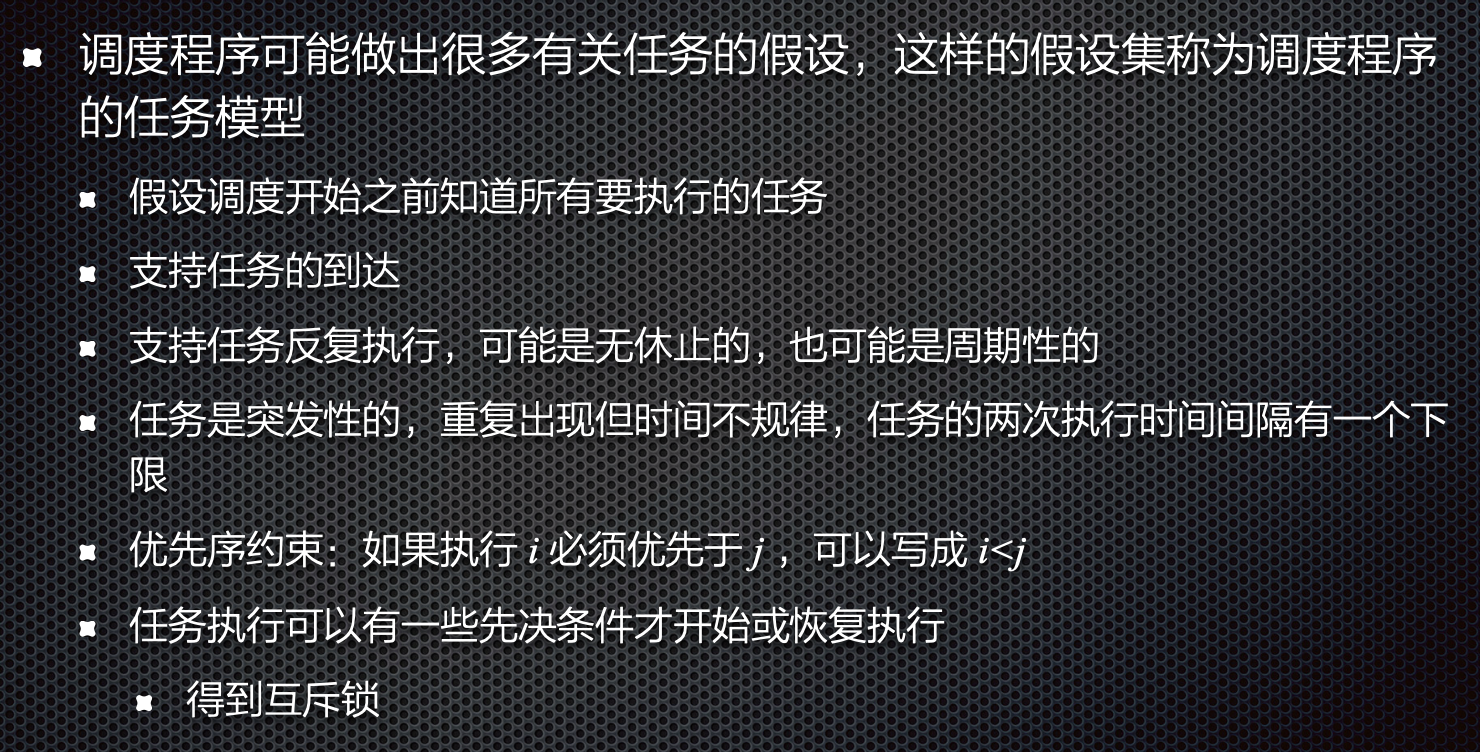 调度程序可能做出很多有关任务的假设，这样的假设集称为调度程序
的任务模型
假设调度开始之前知道所有要执行的任务
支持任务的到达
支持任务反复执行，可能是无休止的，也可能是周期性的
任务是突发性的，重复出现但时间不规律，任务的两次执行时间间隔有一个下
限
优先序约束：如果执行 i 必须优先于 j ，可以写成 i<j
任务执行可以有一些先决条件才开始或恢复执行
得到互斥锁